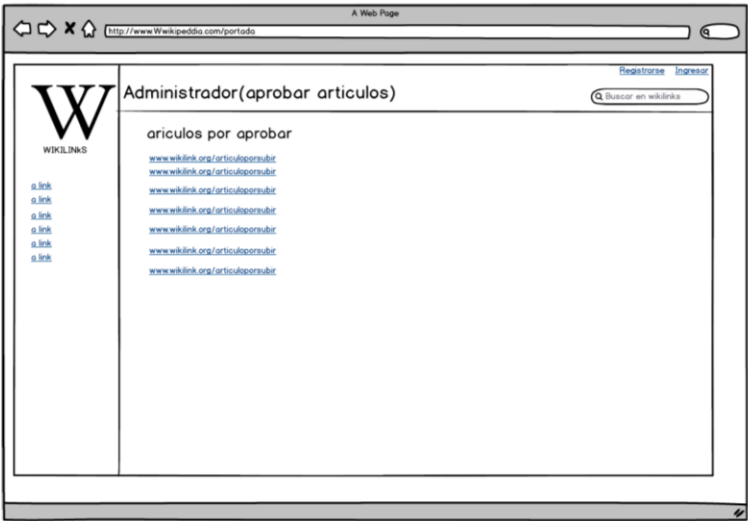 A Web Page
http://www.Wwikipeddia.com/portada
Registrarse Ingresar
Administrador(aprobar articulos)
Buscar en wikilinks
W
WIKILINkS
a link
a link
a link
a link
a link
a link
ariculos por aprobar
www.wikilink.org/articuloporsubir
www.wikilink.org/articuloporsubir
www.wikilink.org/articuloporsubir
www.wikilink.org/articuloporsubir
www.wikilink.org/articuloporsubir
www.wikilink.org/articuloporsubir
www.wikilink.org/articuloporsubir